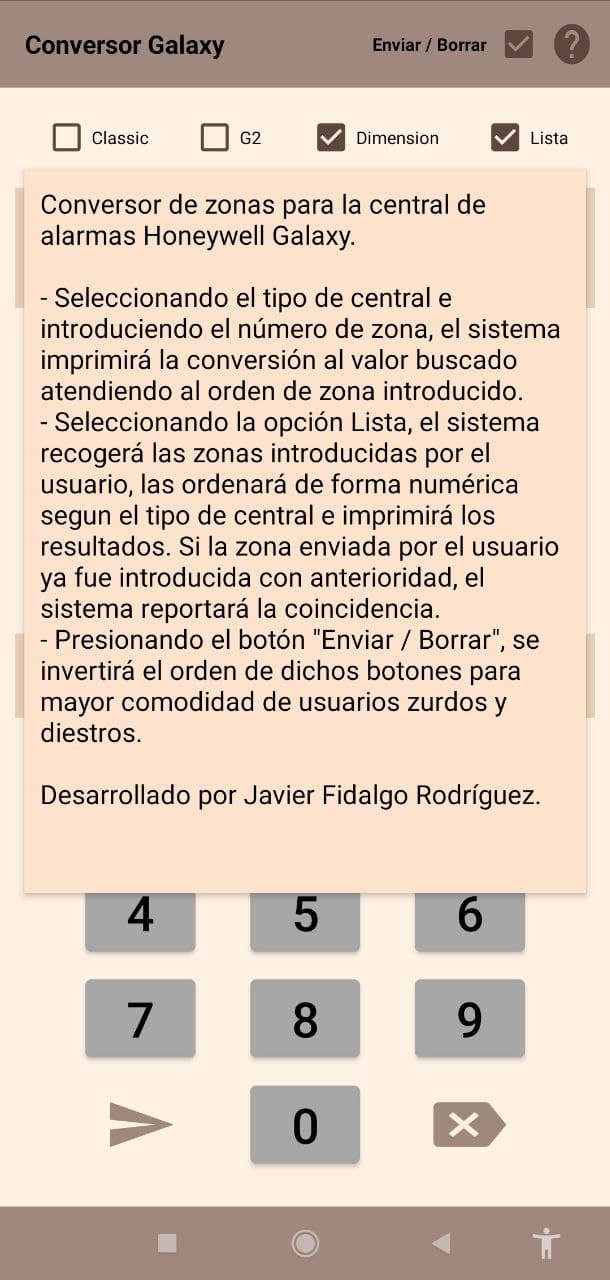 Conversor Galaxy
Enviar / Borrar
?
Classic
G2
Dimension
Lista
Conversor de zonas para la central de
alarmas Honeywell Galaxy.
- Seleccionando el tipo de central e
introduciendo el número de zona, el sistema
imprimirá la conversión al valor buscado
atendiendo al orden de zona introducido.
- Seleccionando la opción Lista, el sistema
recogerá las zonas introducidas por el
usuario, las ordenará de forma numérica
segun el tipo de central e imprimirá los
resultados. Si la zona enviada por el usuario
ya fue introducida con anterioridad, el
sistema reportará la coincidencia.
- Presionando el botón "Enviar / Borrar", se
invertirá el orden de dichos botones para
mayor comodidad de usuarios zurdos y
diestros.
Desarrollado por Javier Fidalgo Rodríguez.
4 5 6
7 8 9
0